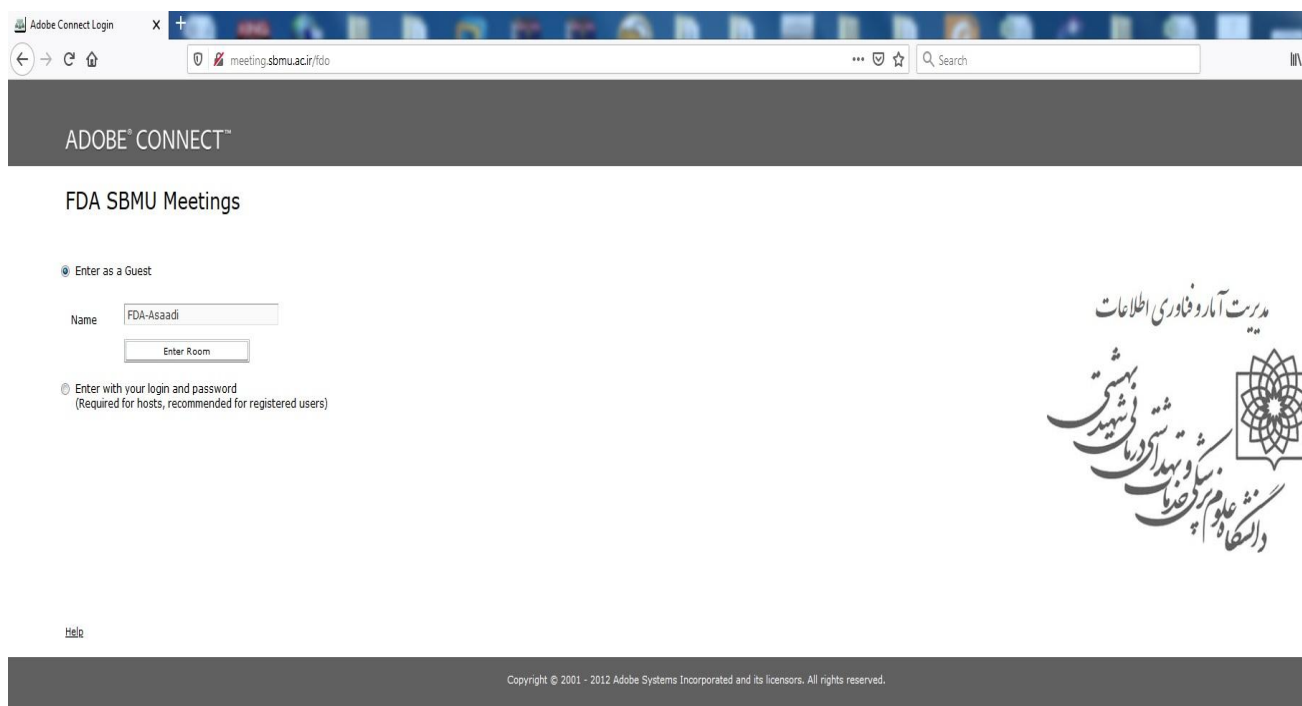 Adobe Connect Login
meeting.sbmu.ac.ir/fdo
Search
ADOBE® CONNECT™
FDA SBMU Meetings
Enter as a Guest
Name
FDA-Asaadi
Enter Room
Enter with your login and password
(Required for hosts, recommended for registered users)
مدیریت آمار و فناوری اطلاعات
دانشگاه علوم پزشکی و خدمات بهداشتی درمانی شهید بهشتی
Help
Copyright © 2001 - 2012 Adobe Systems Incorporated and its licensors. All rights reserved.